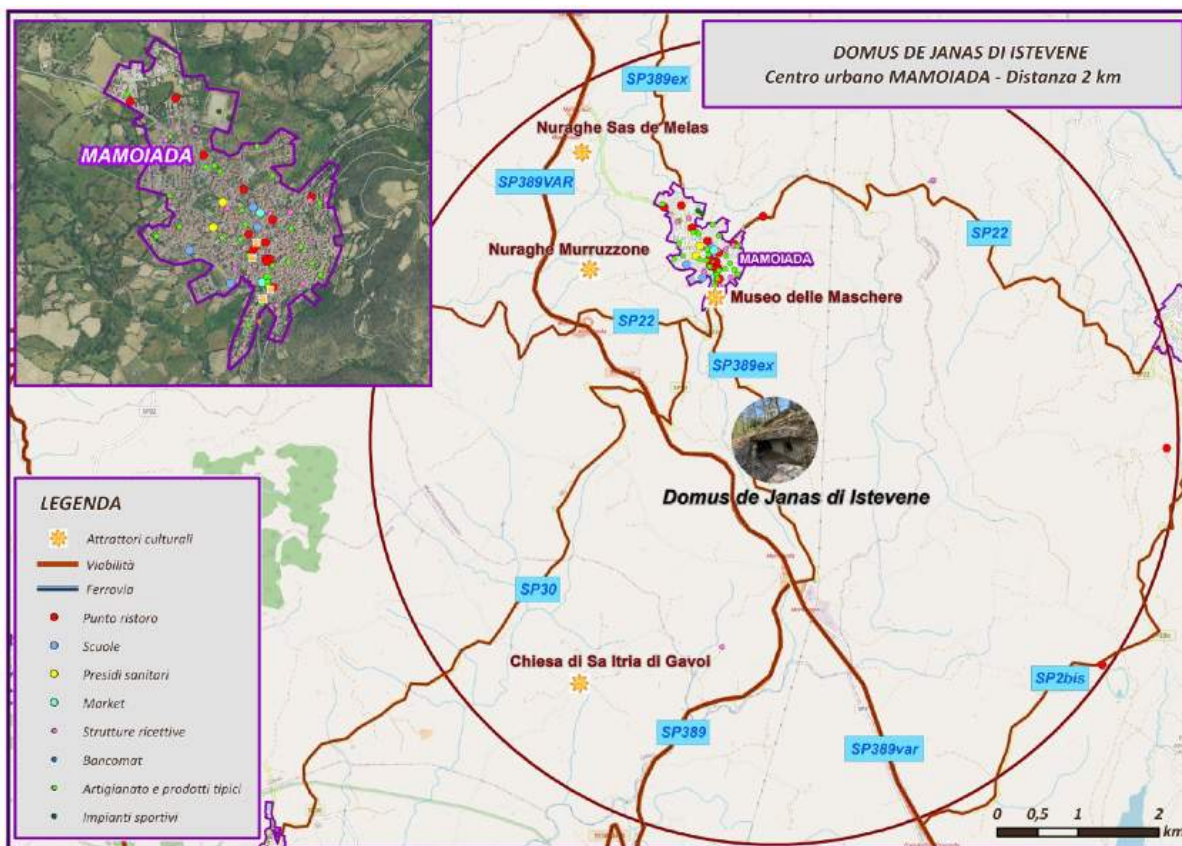 DOMUS DE JANAS DI ISTEVENE
Centro urbano MAMOIADA - Distanza 2 km
MAMOIADA
SP389ex
Nuraghe Sas de Melas
SP389VAR
SP22
Nuraghe Murruzzone
MAMOIADA
Museo delle Maschere
SP22
SP389ex
Domus de Janas di Istevene
SP30
Chiesa di Sa Itria di Gavoi
SP2bis
SP389
SP389var
LEGENDA
Attrattori culturali
Viabilità
Ferrovia
Punto ristoro
Scuole
Presidi sanitari
Market
Strutture ricettive
Bancomat
Artigianato e prodotti tipici
Impianti sportivi
0 0,5 1 2
km